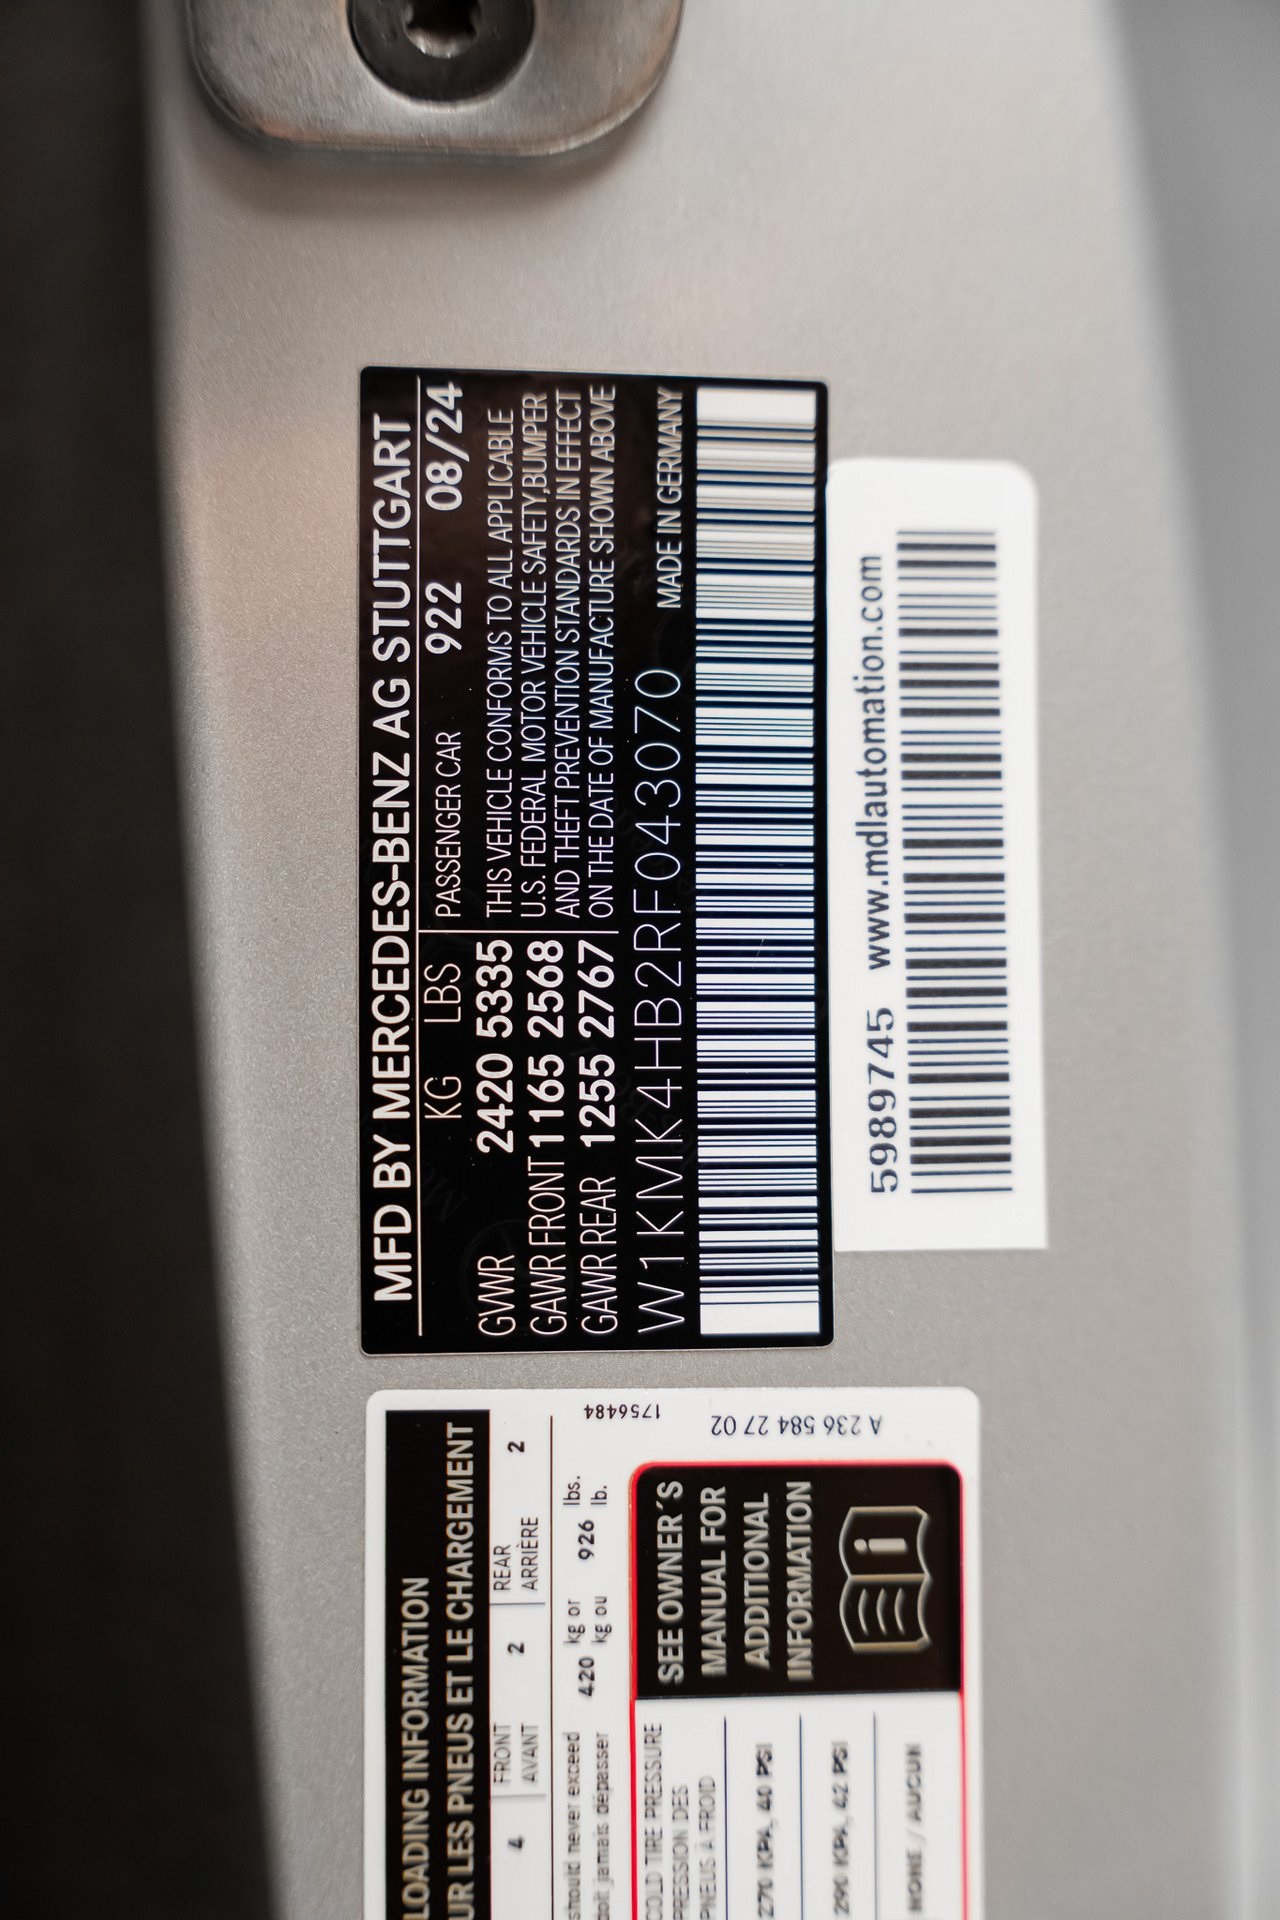 MFD BY MERCEDES-BENZ AG STUTTGART
KG LBS PASSENGER CAR 922 08/24
GVWR 2420 5335
GAWR FRONT 1165 2568
GAWR REAR 1255 2767
THIS VEHICLE CONFORMS TO ALL APPLICABLE
U.S. FEDERAL MOTOR VEHICLE SAFETY,BUMPER
AND THEFT PREVENTION STANDARDS IN EFFECT
ON THE DATE OF MANUFACTURE SHOWN ABOVE
W1KMK4HB2RF043070 MADE IN GERMANY
5989745 www.mdlautomation.com
LOADING INFORMATION
UR LES PNEUS ET LE CHARGEMENT
4 FRONT 2 REAR 2
AVANT ARRIÈRE
should never exceed 420 kg or 926 lbs.
doit jamais dépasser kg ou lb.
1756484
A 236 584 27 02
COLD TIRE PRESSURE
PRESSION DES
PNEUS À FROID
270 KPA, 40 PSI
290 KPA, 42 PSI
NONE / AUCUN
SEE OWNER'S
MANUAL FOR
ADDITIONAL
INFORMATION
i